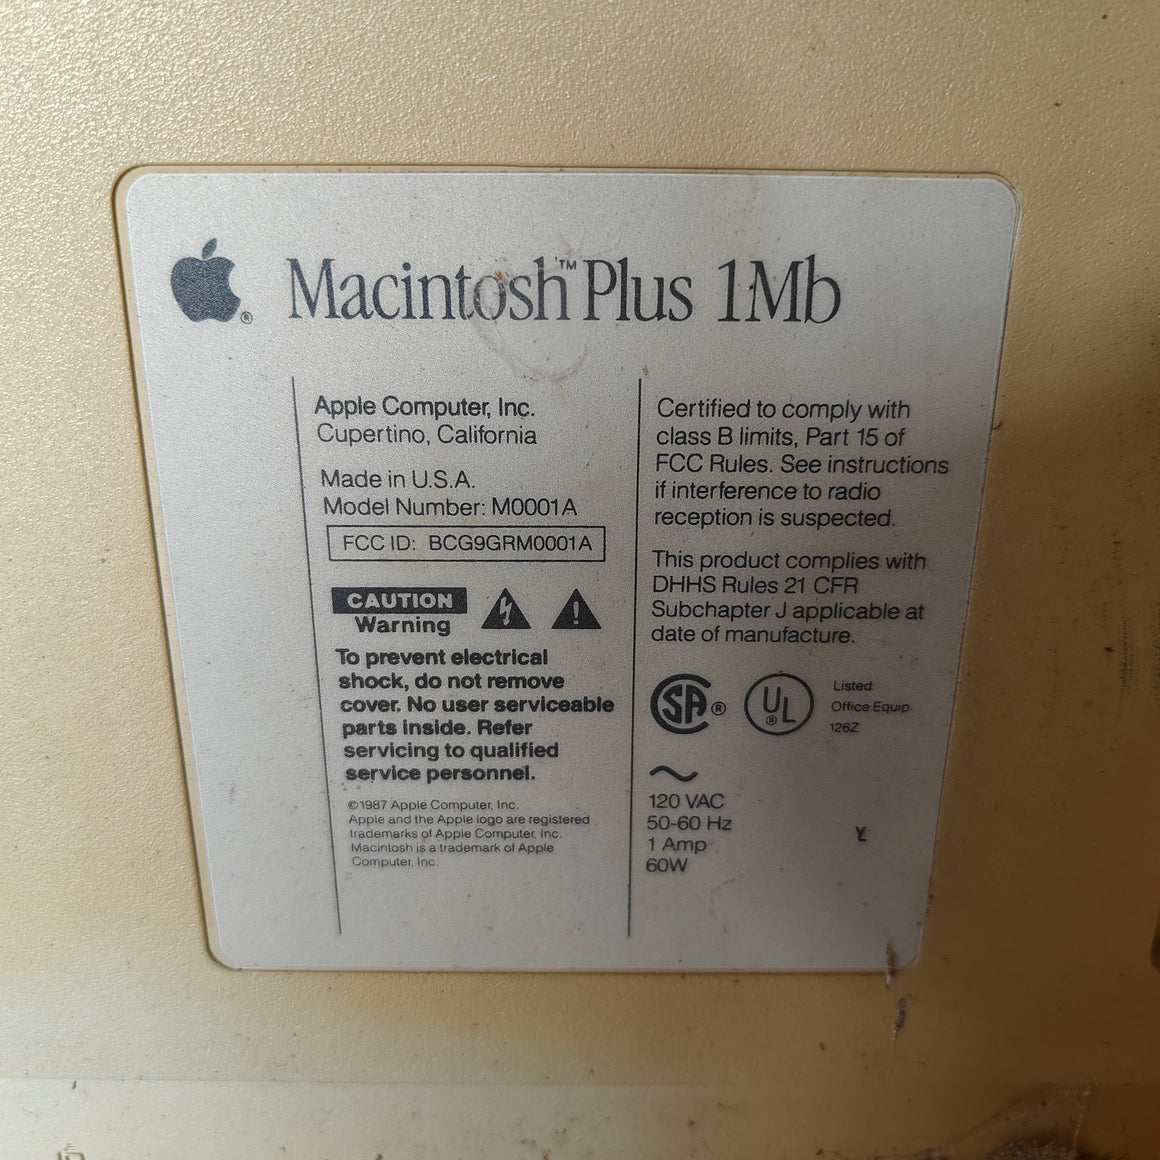 ® Macintosh™ Plus 1Mb
Apple Computer, Inc.
Cupertino, California
Made in U.S.A.
Model Number: M0001A
FCC ID: BCG9GRM0001A
CAUTION
Warning
To prevent electrical
shock, do not remove
cover. No user serviceable
parts inside. Refer
servicing to qualified
service personnel.
©1987 Apple Computer, Inc.
Apple and the Apple logo are registered
trademarks of Apple Computer, Inc.
Macintosh is a trademark of Apple
Computer, Inc.
Certified to comply with
class B limits, Part 15 of
FCC Rules. See instructions
if interference to radio
reception is suspected.
This product complies with
DHHS Rules 21 CFR
Subchapter J applicable at
date of manufacture.
SA® UL®
Listed
Office Equip
126Z
120 VAC
50-60 Hz
1 Amp
60W